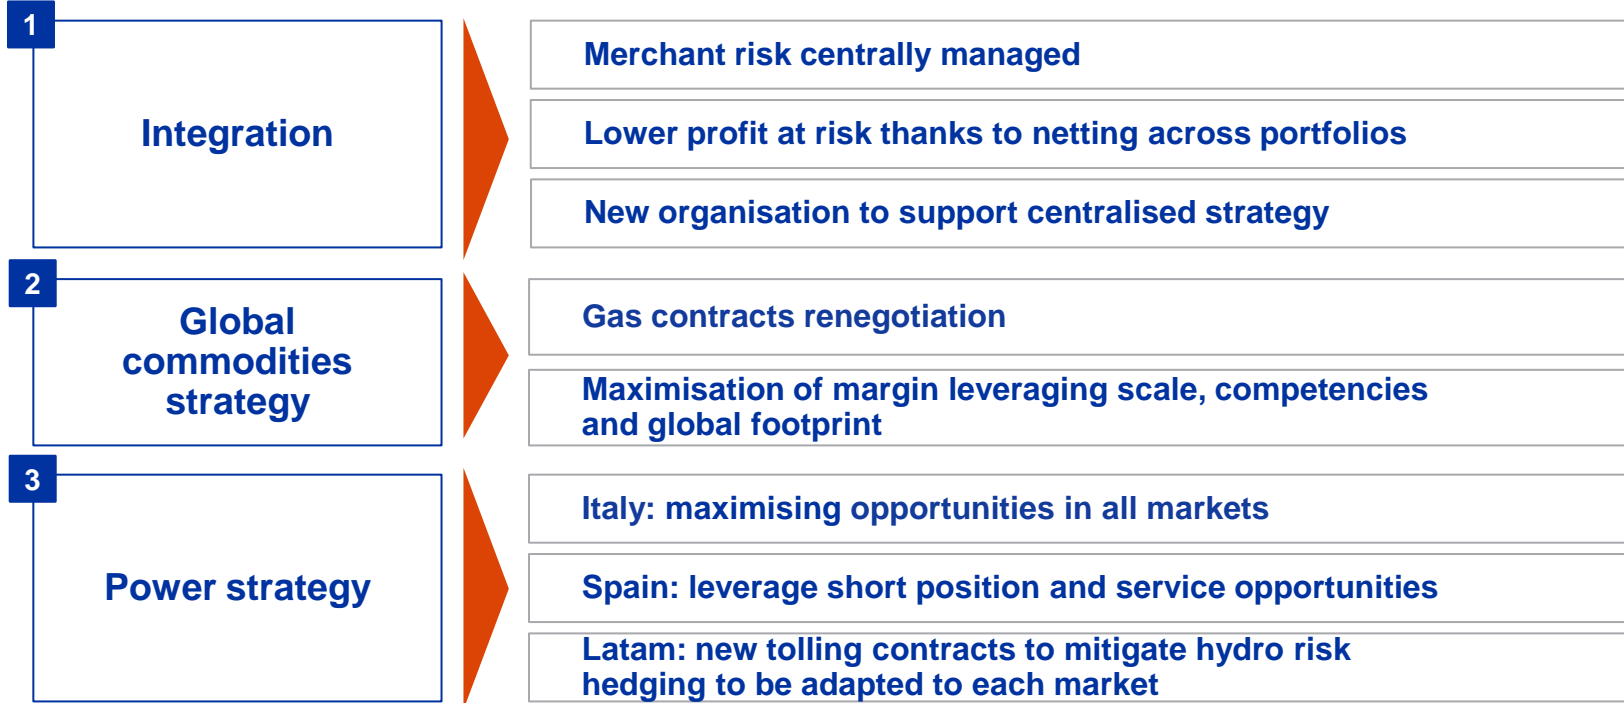 1
Integration
Merchant risk centrally managed
Lower profit at risk thanks to netting across portfolios
New organisation to support centralised strategy
2
Global
commodities
strategy
Gas contracts renegotiation
Maximisation of margin leveraging scale, competencies
and global footprint
3
Power strategy
Italy: maximising opportunities in all markets
Spain: leverage short position and service opportunities
Latam: new tolling contracts to mitigate hydro risk
hedging to be adapted to each market